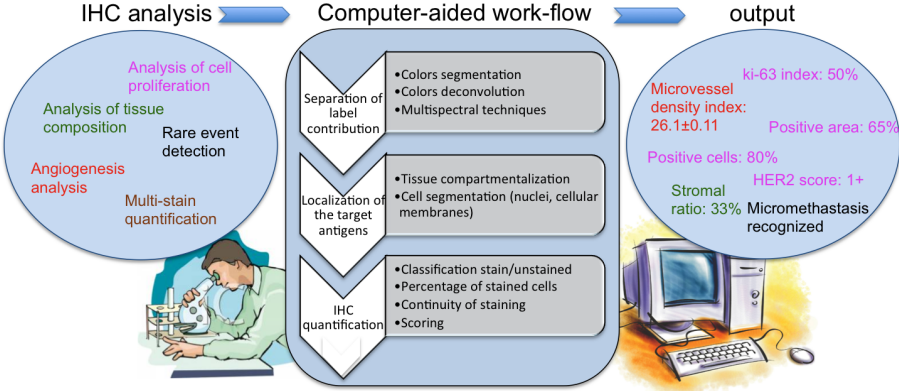 IHC analysis
Computer-aided work-flow
output
Analysis of cell
proliferation
Analysis of tissue
composition
Rare event
detection
Angiogenesis
analysis
Multi-stain
quantification
Separation of
label
contribution
•Colors segmentation
•Colors deconvolution
•Multispectral techniques
Localization of
the target
antigens
•Tissue compartmentalization
•Cell segmentation (nuclei, cellular
membranes)
IHC
quantification
•Classification stain/unstained
•Percentage of stained cells
•Continuity of staining
•Scoring
ki-63 index: 50%
Microvessel
density index:
26.1±0.11
Positive area: 65%
Positive cells: 80%
HER2 score: 1+
Stromal
ratio: 33%
Micromethastasis
recognized